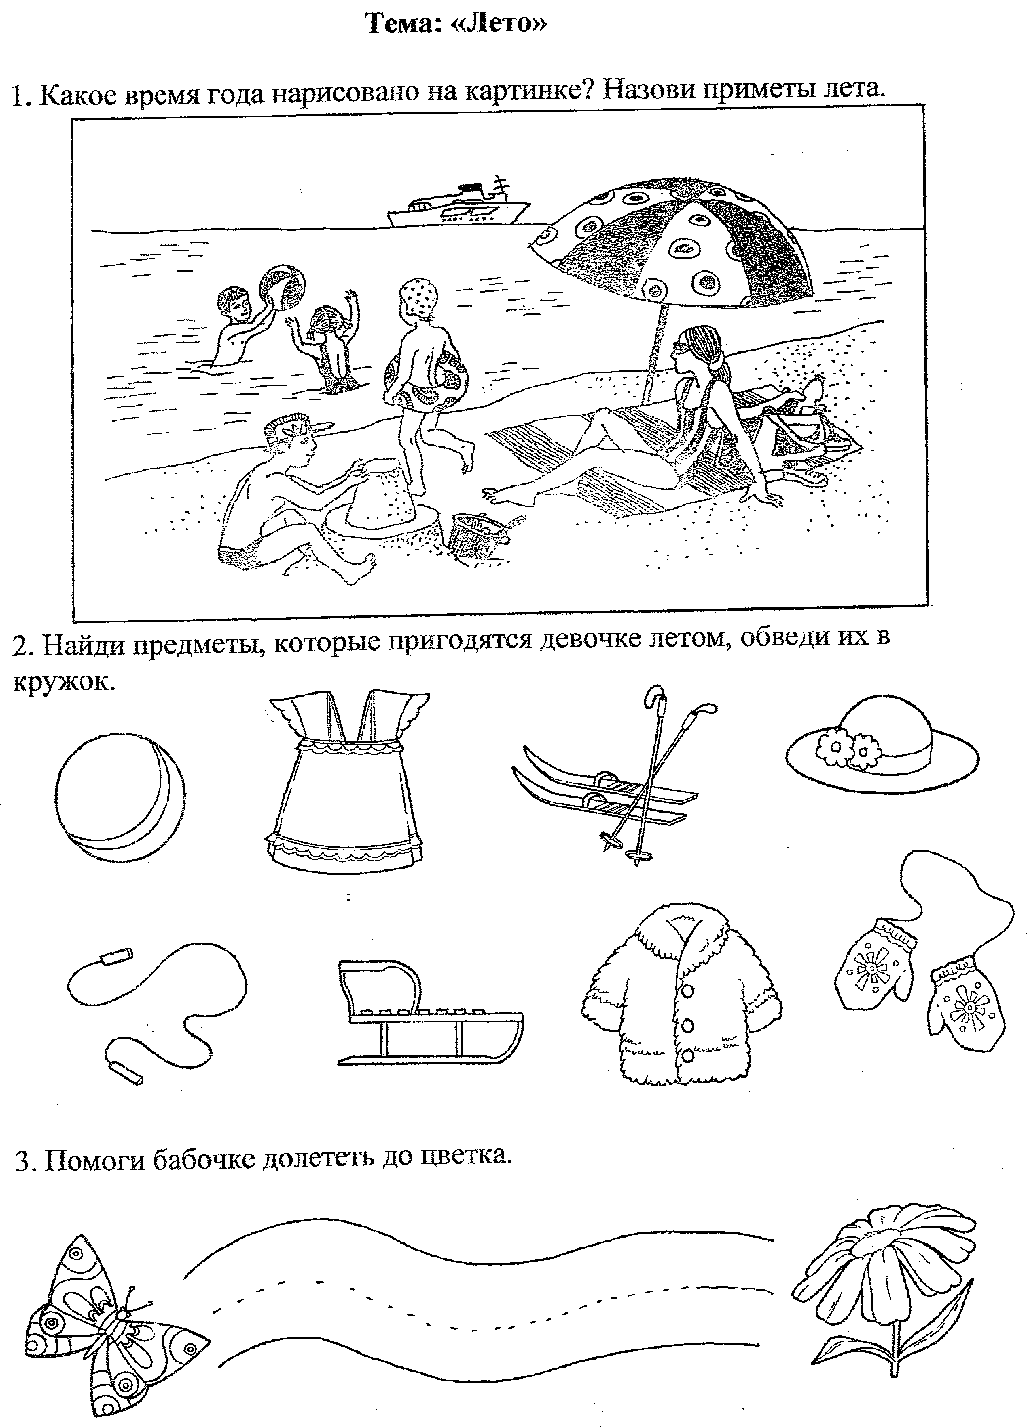 Тема: «Лето»
1. Какое время года нарисовано на картинке? Назови приметы лета.
2. Найди предметы, которые пригодятся девочке летом, обведи их в
кружок.
3. Помоги бабочке долететь до цветка.